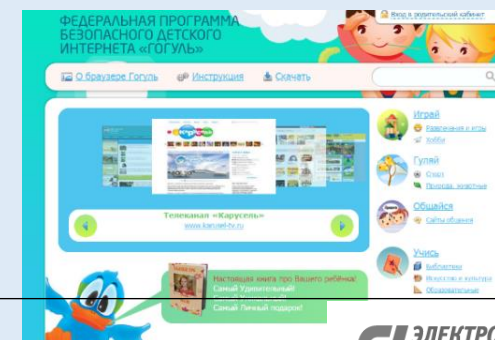 ФЕДЕРАЛЬНАЯ ПРОГРАММА
БЕЗОПАСНОГО ДЕТСКОГО
ИНТЕРНЕТА «ГОГУЛЬ»
Вход в родительский кабинет
О браузере Гогуль
Инструкция
Скачать
Играй
Развлечения и игры
Хобби
Гуляй
Спорт
Природа, животные
Общайся
Сайты общения
Учись
Библиотеки
Искусство и культура
Образовательные
Телеканал «Карусель»
www.karusel-tv.ru
Настоящая книга про Вашего ребёнка!
Самый Удивительный!
Самый Личный подарок!
ЭЛЕКТРО